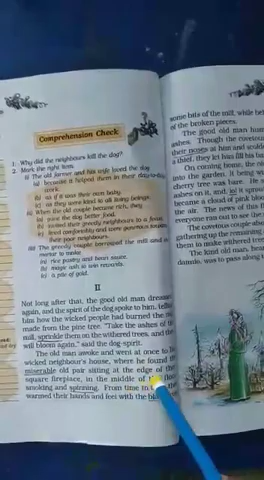 Comprehension Check
1. Why did the neighbours kill the dog?
2. Mark the right item.
(i) The old farmer and his wife loved the dog
(a) because it helped them in their day-to-day
work.
(b) as if it was their own baby.
(c) as they were kind to all living beings.
(ii) When the old couple became rich, they
(a) gave the dog better food.
(b) invited their greedy neighbours to a feast.
(c) lived comfortably and were generous towards
their poor neighbours.
(iii) The greedy couple borrowed the mill and
mortar to make
(a) rice pastry and bean sauce.
(b) magic ash to win rewards.
(c) a pile of gold.
II
Not long after that, the good old man dreamed
again, and the spirit of the dog spoke to him, telling
him how the wicked people had burned the
made from the pine tree. "Take the ashes of the
mill, sprinkle them on the withered trees, and they
will bloom again," said the dog-spirit.
The old man awoke and went at once to his
wicked neighbour's house, where he found the
miserable old pair sitting at the edge of their
square fireplace, in the middle of the floor,
smoking and spinning. From time to time they
warmed their hands and feet with the
some bits of the mill, while
of the broken pieces.
The good old man
ashes. Though the covetous
their noses at him and
a thief, they let him fill his
On coming home, the
into the garden. It being
cherry tree was bare. He
ashes on it, and, lo! it
became a cloud of pink
the air. The news of this
everyone ran out to see the
The covetous couple
gathering up the remaining
them to make withered trees
The kind old man,
daimio, was to pass along